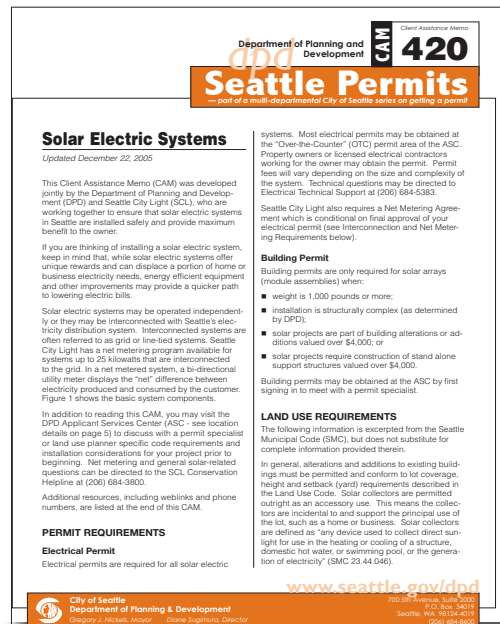 Client Assistance Memo
CAM
420
Department of Planning and
Development
dpd
Seattle Permits
— part of a multi-departmental City of Seattle series on getting a permit
Solar Electric Systems
Updated December 22, 2005
This Client Assistance Memo (CAM) was developed
jointly by the Department of Planning and Develop-
ment (DPD) and Seattle City Light (SCL), who are
working together to ensure that solar electric systems
in Seattle are installed safely and provide maximum
benefit to the owner.
If you are thinking of installing a solar electric system,
keep in mind that, while solar electric systems offer
unique rewards and can displace a portion of home or
business electricity needs, energy efficient equipment
and other improvements may provide a quicker path
to lowering electric bills.
Solar electric systems may be operated independent-
ly or they may be interconnected with Seattle's elec-
tricity distribution system. Interconnected systems are
often referred to as grid or line-tied systems. Seattle
City Light has a net metering program available for
systems up to 25 kilowatts that are interconnected
to the grid. In a net metered system, a bi-directional
utility meter displays the "net" difference between
electricity produced and consumed by the customer.
Figure 1 shows the basic system components.
In addition to reading this CAM, you may visit the
DPD Applicant Services Center (ASC - see location
details on page 5) to discuss with a permit specialist
or land use planner specific code requirements and
installation considerations for your project prior to
beginning. Net metering and general solar-related
questions can be directed to the SCL Conservation
Helpline at (206) 684-3800.
Additional resources, including weblinks and phone
numbers, are listed at the end of this CAM.
PERMIT REQUIREMENTS
Electrical Permit
Electrical permits are required for all solar electric
systems. Most electrical permits may be obtained at
the "Over-the-Counter" (OTC) permit area of the ASC.
Property owners or licensed electrical contractors
working for the owner may obtain the permit. Permit
fees will vary depending on the size and complexity of
the system. Technical questions may be directed to
Electrical Technical Support at (206) 684-5383.
Seattle City Light also requires a Net Metering Agree-
ment which is conditional on final approval of your
electrical permit (see Interconnection and Net Meter-
ing Requirements below).
Building Permit
Building permits are only required for solar arrays
(module assemblies) when:
■ weight is 1,000 pounds or more;
■ installation is structurally complex (as determined
by DPD);
■ solar projects are part of building alterations or ad-
ditions valued over $4,000; or
■ solar projects require construction of stand alone
support structures valued over $4,000.
Building permits may be obtained at the ASC by first
signing in to meet with a permit specialist.
LAND USE REQUIREMENTS
The following information is excerpted from the Seattle
Municipal Code (SMC), but does not substitute for
complete information provided therein.
In general, alterations and additions to existing build-
ings must be permitted and conform to lot coverage,
height and setback (yard) requirements described in
the Land Use Code. Solar collectors are permitted
outright as an accessory use. This means the collec-
tors are incidental to and support the principal use of
the lot, such as a home or business. Solar collectors
are defined as "any device used to collect direct sun-
light for use in the heating or cooling of a structure,
domestic hot water, or swimming pool, or the genera-
tion of electricity" (SMC 23.44.046).
www.seattle.gov/dpd
City of Seattle
Department of Planning & Development
Gregory J. Nickels, Mayor Diane Sugimura, Director
700 5th Avenue, Suite 2000
P.O. Box 34019
Seattle, WA 98124-4019
(206) 684-8600